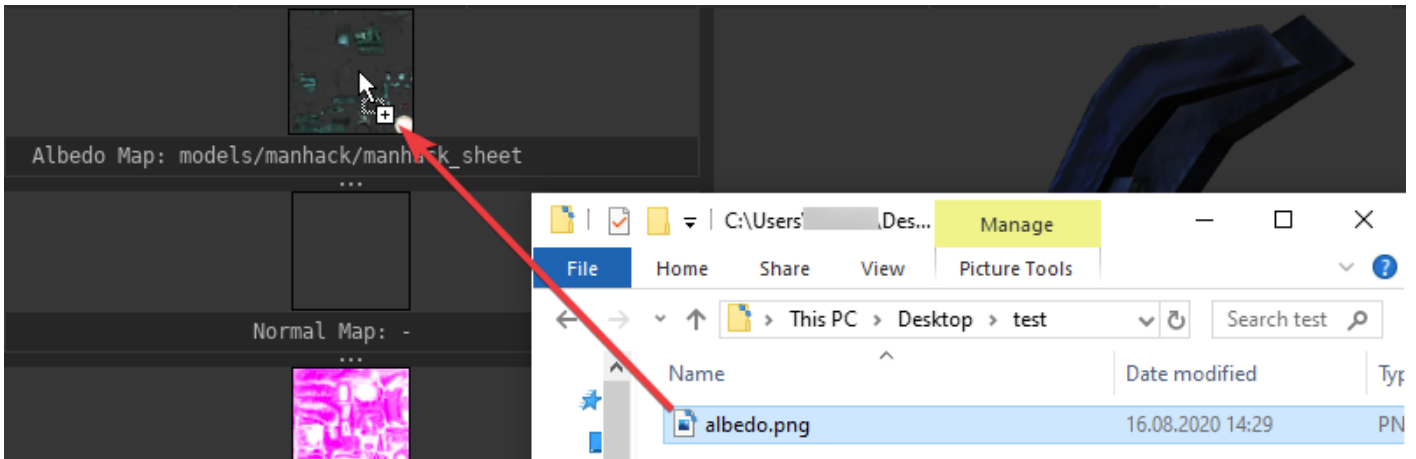 Albedo Map: models/manhack/manhack_sheet
...
Normal Map: -
...
C:\Users\ \Des...
Manage
File Home Share View Picture Tools
This PC > Desktop > test
Search test
Name Date modified
albedo.png 16.08.2020 14:29 PN